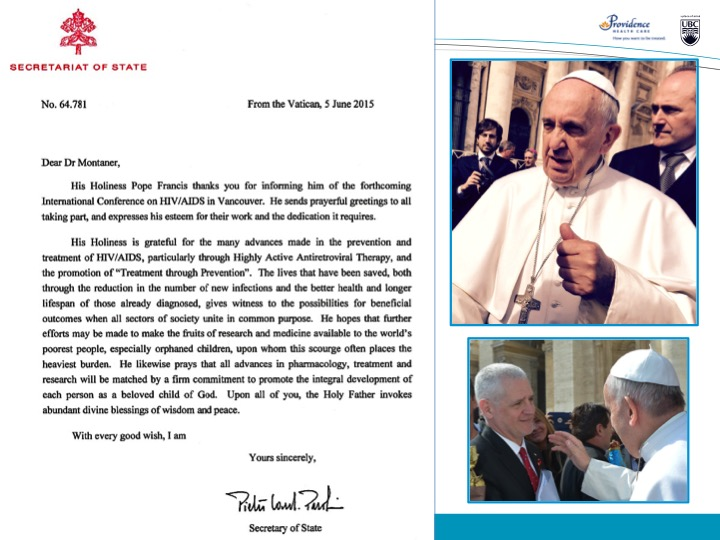 SECRETARIAT OF STATE
No. 64.781
From the Vatican, 5 June 2015
Dear Dr Montaner,
His Holiness Pope Francis thanks you for informing him of the forthcoming
International Conference on HIV/AIDS in Vancouver. He sends prayerful greetings to all
taking part, and expresses his esteem for their work and the dedication it requires.
His Holiness is grateful for the many advances made in the prevention and
treatment of HIV/AIDS, particularly through Highly Active Antiretroviral Therapy, and
the promotion of “Treatment through Prevention”. The lives that have been saved, both
through the reduction in the number of new infections and the better health and longer
lifespan of those already diagnosed, gives witness to the possibilities for beneficial
outcomes when all sectors of society unite in common purpose. He hopes that further
efforts may be made to make the fruits of research and medicine available to the world’s
poorest people, especially orphaned children, upon whom this scourge often places the
heaviest burden. He likewise prays that all advances in pharmacology, treatment and
research will be matched by a firm commitment to promote the integral development of
each person as a beloved child of God. Upon all of you, the Holy Father invokes
abundant divine blessings of wisdom and peace.
With every good wish, I am
Yours sincerely,
Secretary of State
Providence
HEALTH CARE
How you want to be treated.
UBC